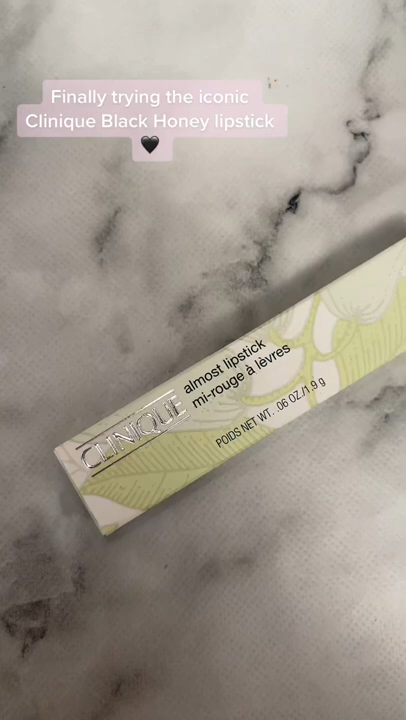 Finally trying the iconic
Clinique Black Honey lipstick
🖤
CLINIQUE
almost lipstick
mi-rouge à lèvres
POIDS NET WT. .06 OZ./1.9 g